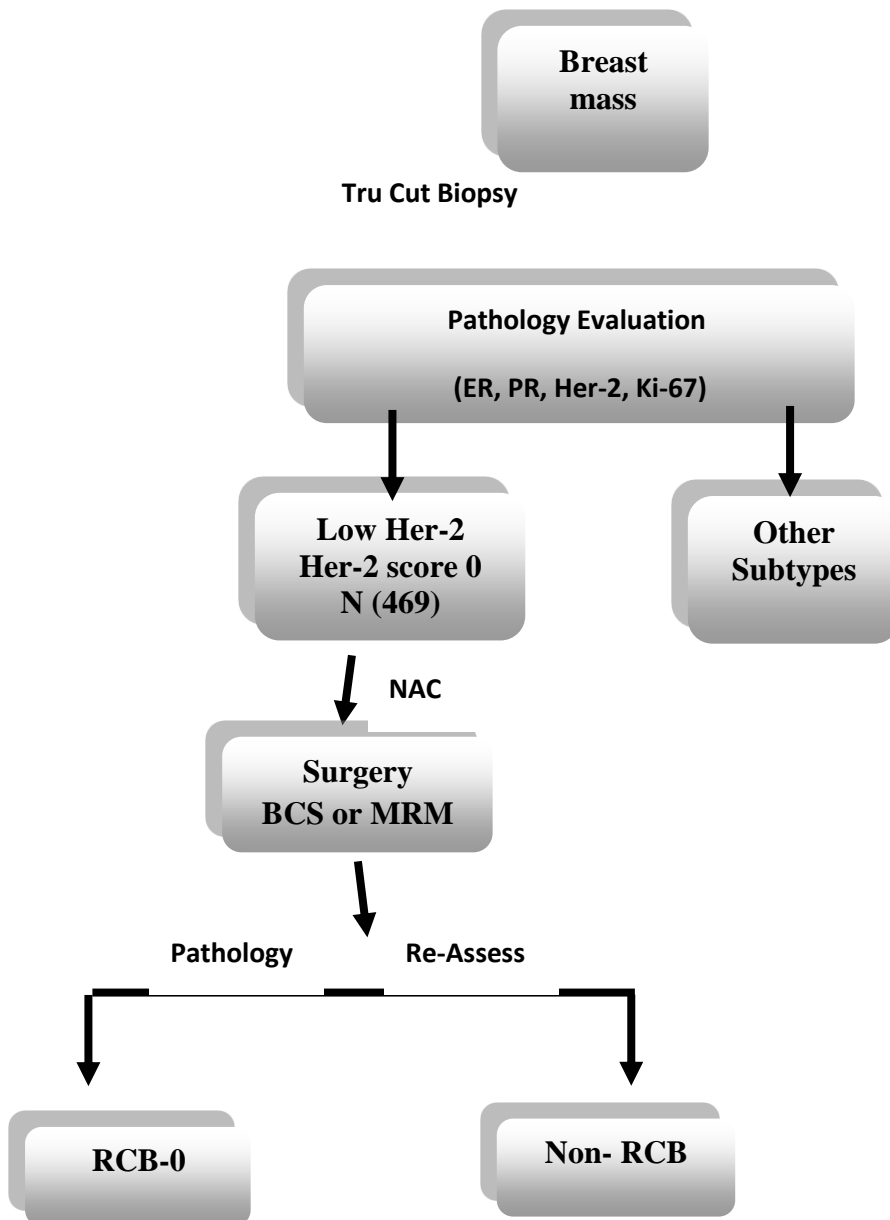 Breast
mass
Tru Cut Biopsy
Pathology Evaluation
(ER, PR, Her-2, Ki-67)
Low Her-2
Her-2 score 0
N (469)
Other
Subtypes
NAC
Surgery
BCS or MRM
Pathology
Re-Assess
RCB-0
Non- RCB